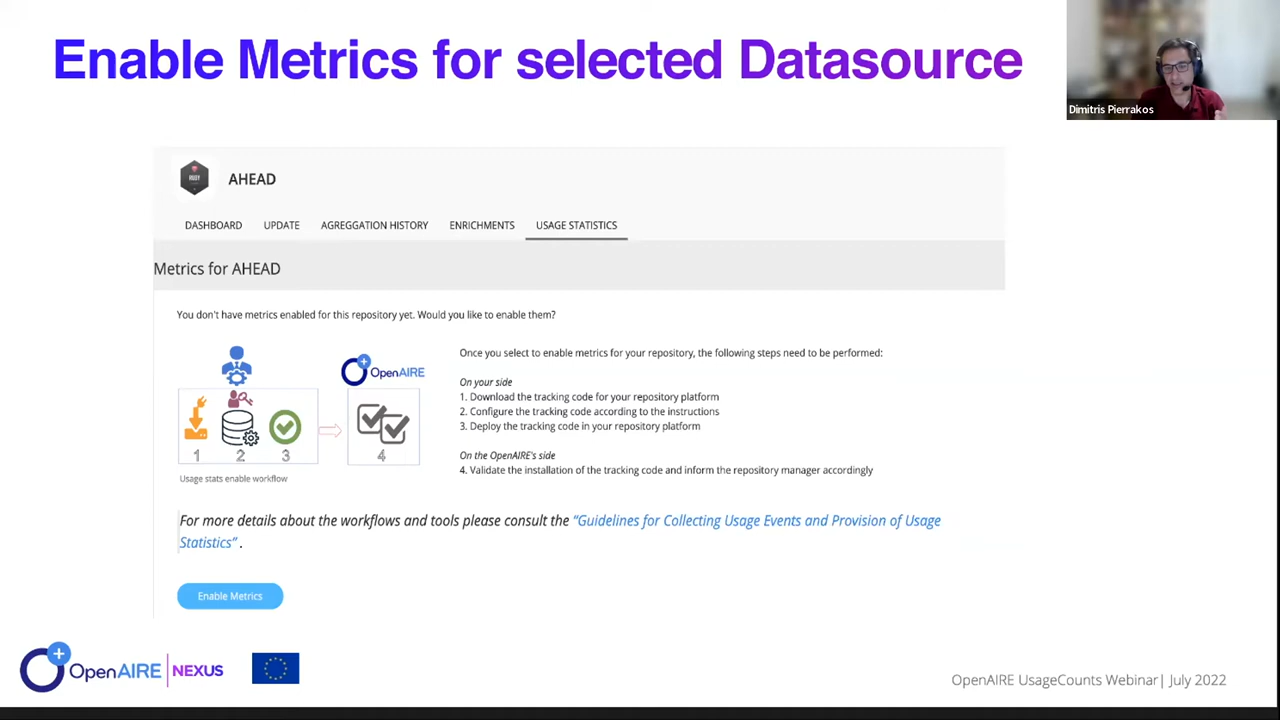 Enable Metrics for selected Datasource
Dimitris Pierrakos
AHEAD
DASHBOARD UPDATE AGREGGATION HISTORY ENRICHMENTS USAGE STATISTICS
Metrics for AHEAD
You don't have metrics enabled for this repository yet. Would you like to enable them?
Once you select to enable metrics for your repository, the following steps need to be performed:
OpenAIRE
On your side
1. Download the tracking code for your repository platform
2. Configure the tracking code according to the instructions
3. Deploy the tracking code in your repository platform
1 2 3 4
On the OpenAIRE's side
4. Validate the installation of the tracking code and inform the repository manager accordingly
Usage stats enable workflow
For more details about the workflows and tools please consult the “Guidelines for Collecting Usage Events and Provision of Usage
Statistics” .
Enable Metrics
OpenAIRE NEXUS
OpenAIRE UsageCounts Webinar| July 2022